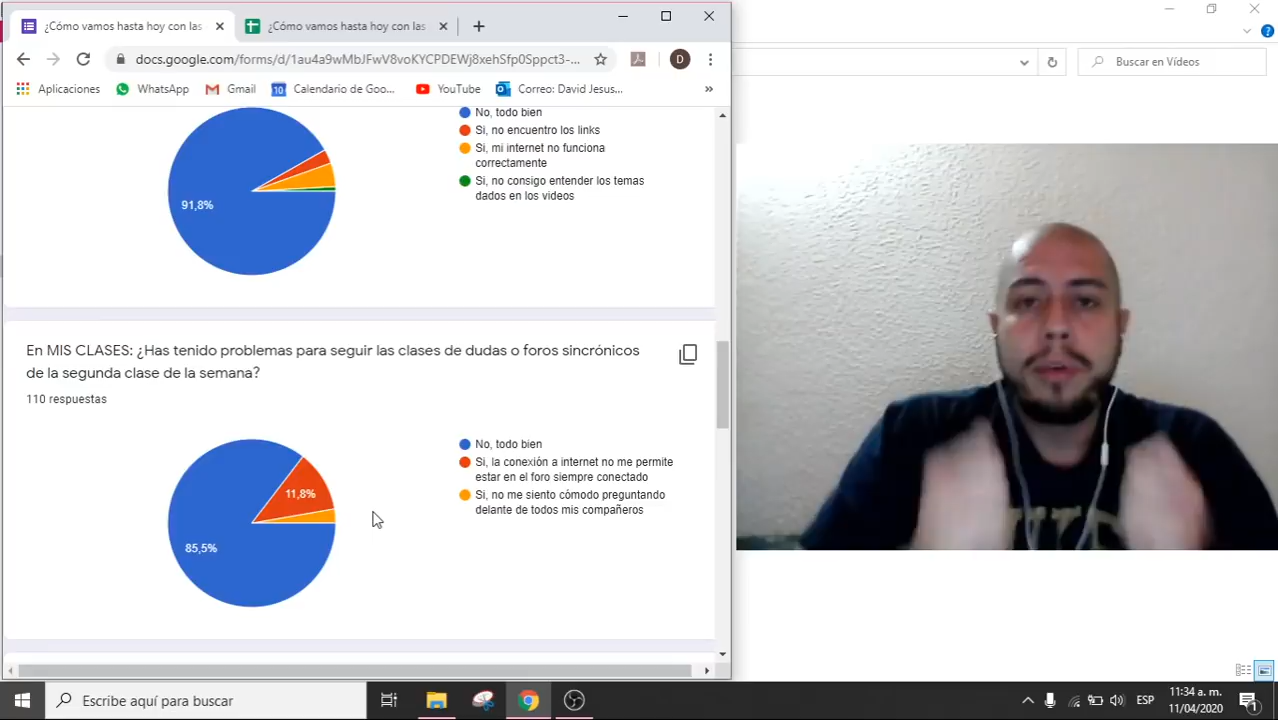 ¿Cómo vamos hasta hoy con las
¿Cómo vamos hasta hoy con las
docs.google.com/forms/d/1au4a9wMbJFwV8voKYCPDEWj8xehSfp0Sppct3-...
D
Aplicaciones
WhatsApp
Gmail
10
Calendario de Goo...
YouTube
Correo: David Jesus...
»
Buscar en Vídeos
No, todo bien
Si, no encuentro los links
Si, mi internet no funciona
correctamente
Si, no consigo entender los temas
dados en los videos
91,8%
En MIS CLASES: ¿Has tenido problemas para seguir las clases de dudas o foros sincrónicos
de la segunda clase de la semana?
110 respuestas
No, todo bien
Si, la conexión a internet no me permite
estar en el foro siempre conectado
Si, no me siento cómodo preguntando
delante de todos mis compañeros
11,8%
85,5%
Escribe aquí para buscar
ESP
11:34 a. m.
11/04/2020
1